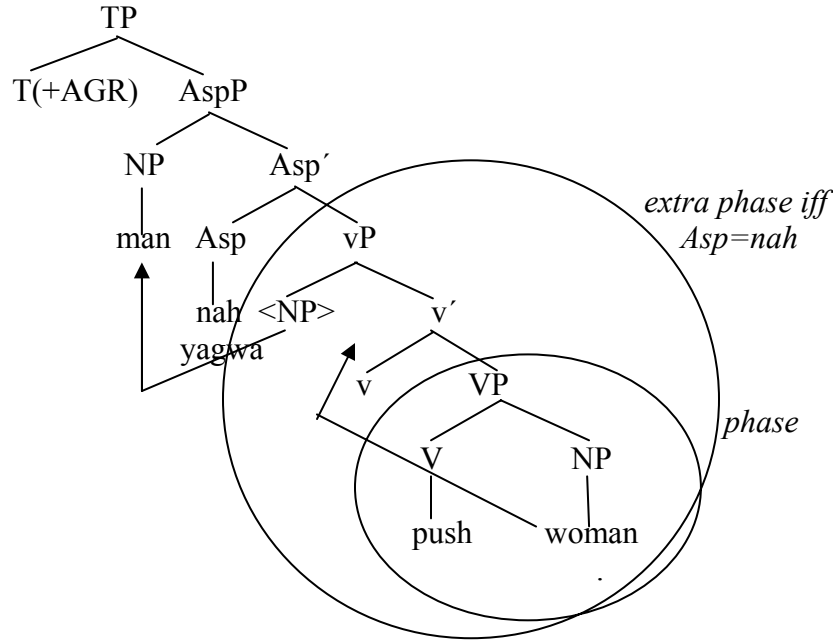 TP
T(+AGR) AspP
NP Asp´
extra phase iff
Asp=nah
man Asp vP
nah <NP> v´
yagwa
v VP
phase
V NP
push woman